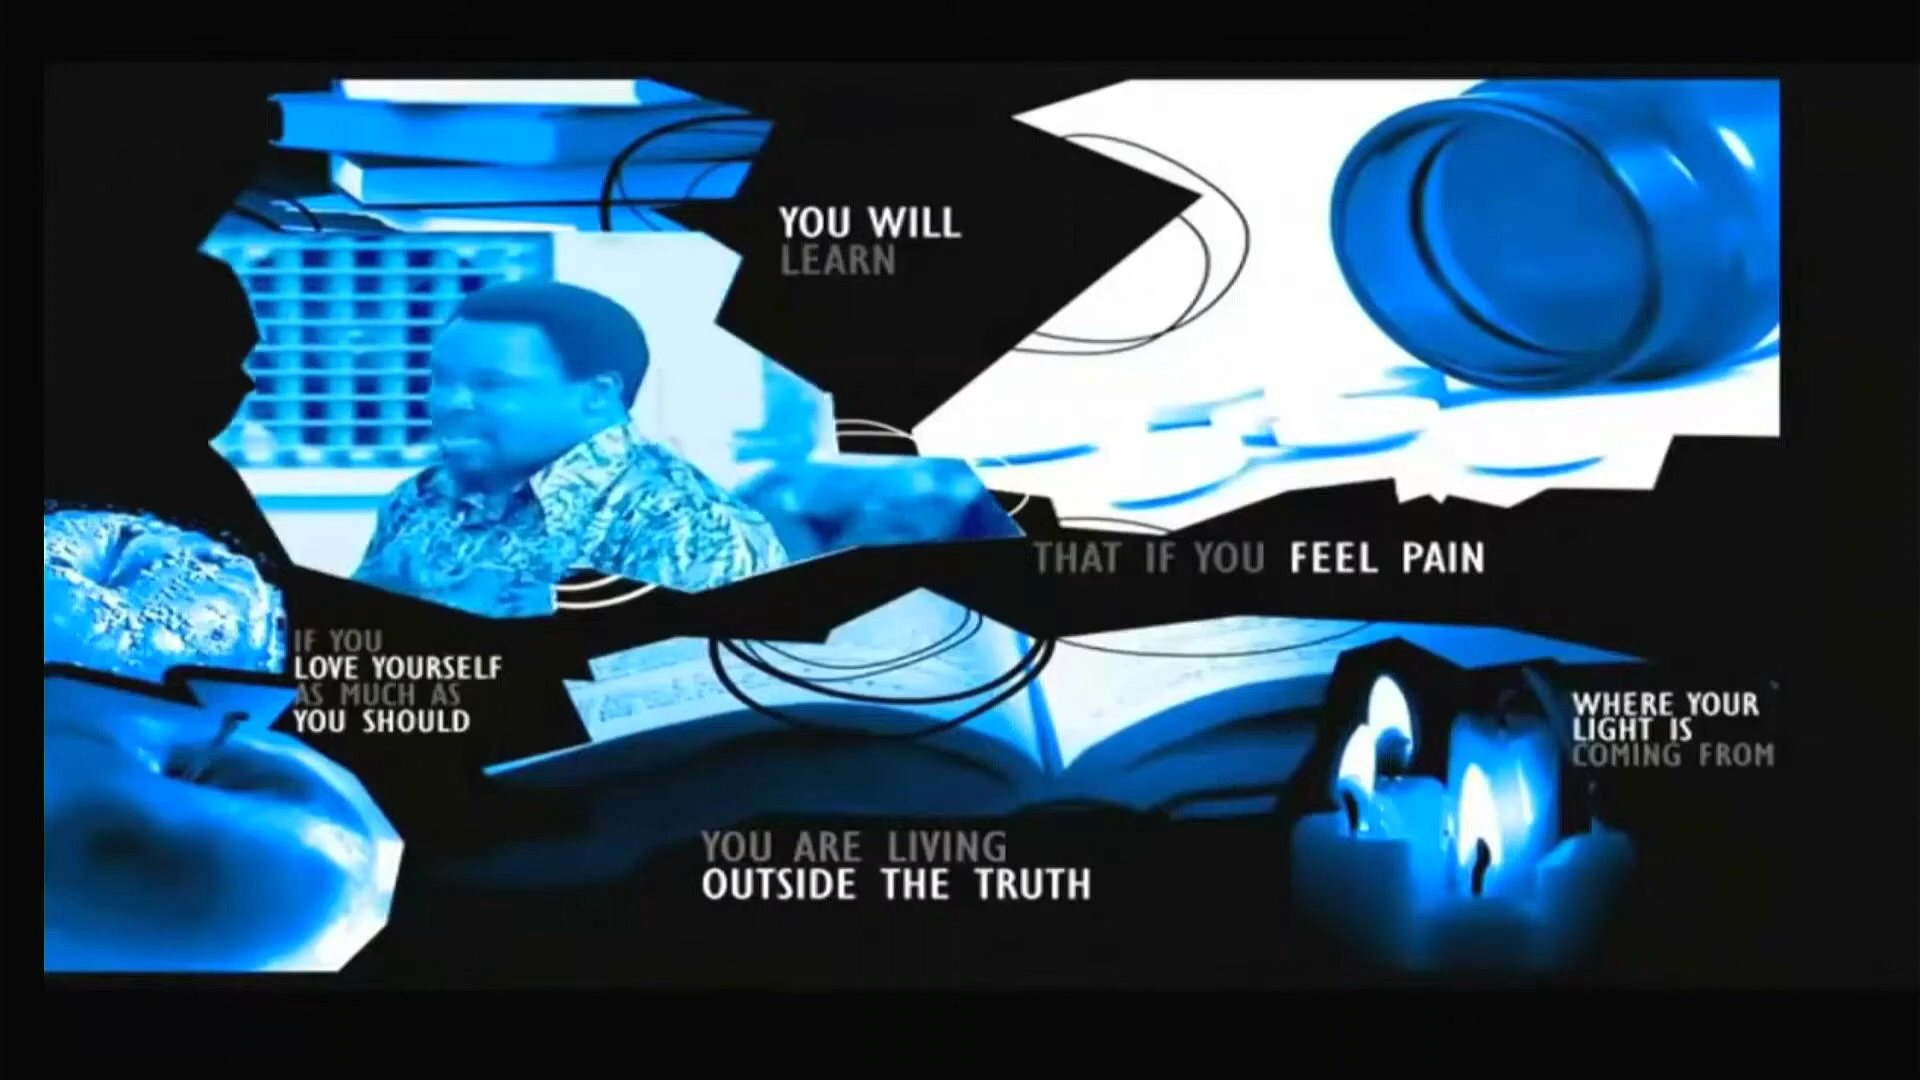 YOU WILL
LEARN
THAT IF YOU FEEL PAIN
IF YOU
LOVE YOURSELF
AS MUCH AS
YOU SHOULD
WHERE YOUR
LIGHT IS
COMING FROM
YOU ARE LIVING
OUTSIDE THE TRUTH